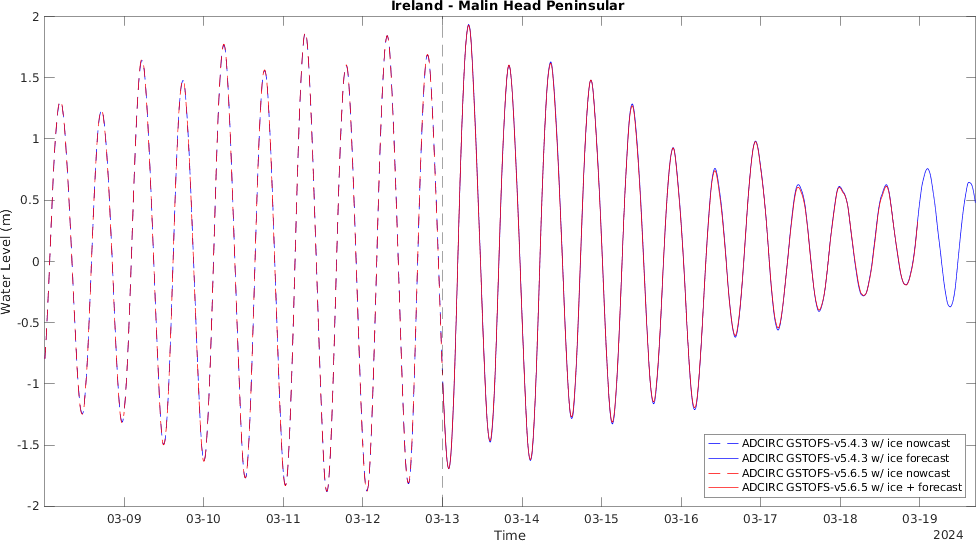 Ireland - Malin Head Peninsular
2
1.5
1
0.5
0
-0.5
-1
-1.5
-2
Water Level (m)
ADCIRC GSTOFS-v5.4.3 w/ ice nowcast
ADCIRC GSTOFS-v5.4.3 w/ ice forecast
ADCIRC GSTOFS-v5.6.5 w/ ice nowcast
ADCIRC GSTOFS-v5.6.5 w/ ice + forecast
03-09 03-10 03-11 03-12 03-13 03-14 03-15 03-16 03-17 03-18 03-19
Time 2024